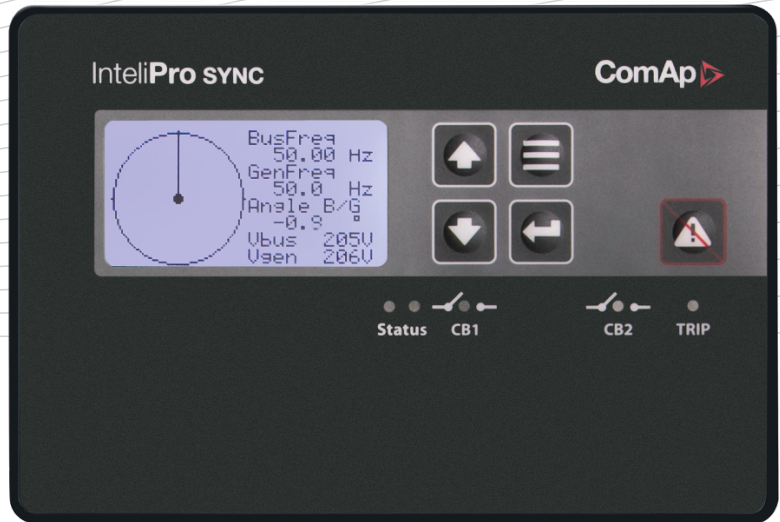 InteliPro SYNC
ComAp
BusFreq
50.00 Hz
GenFreq
50.0 Hz
Angle B/G
-0.9 °
Vbus 205V
Vgen 206V
Status
CB1
CB2
TRIP